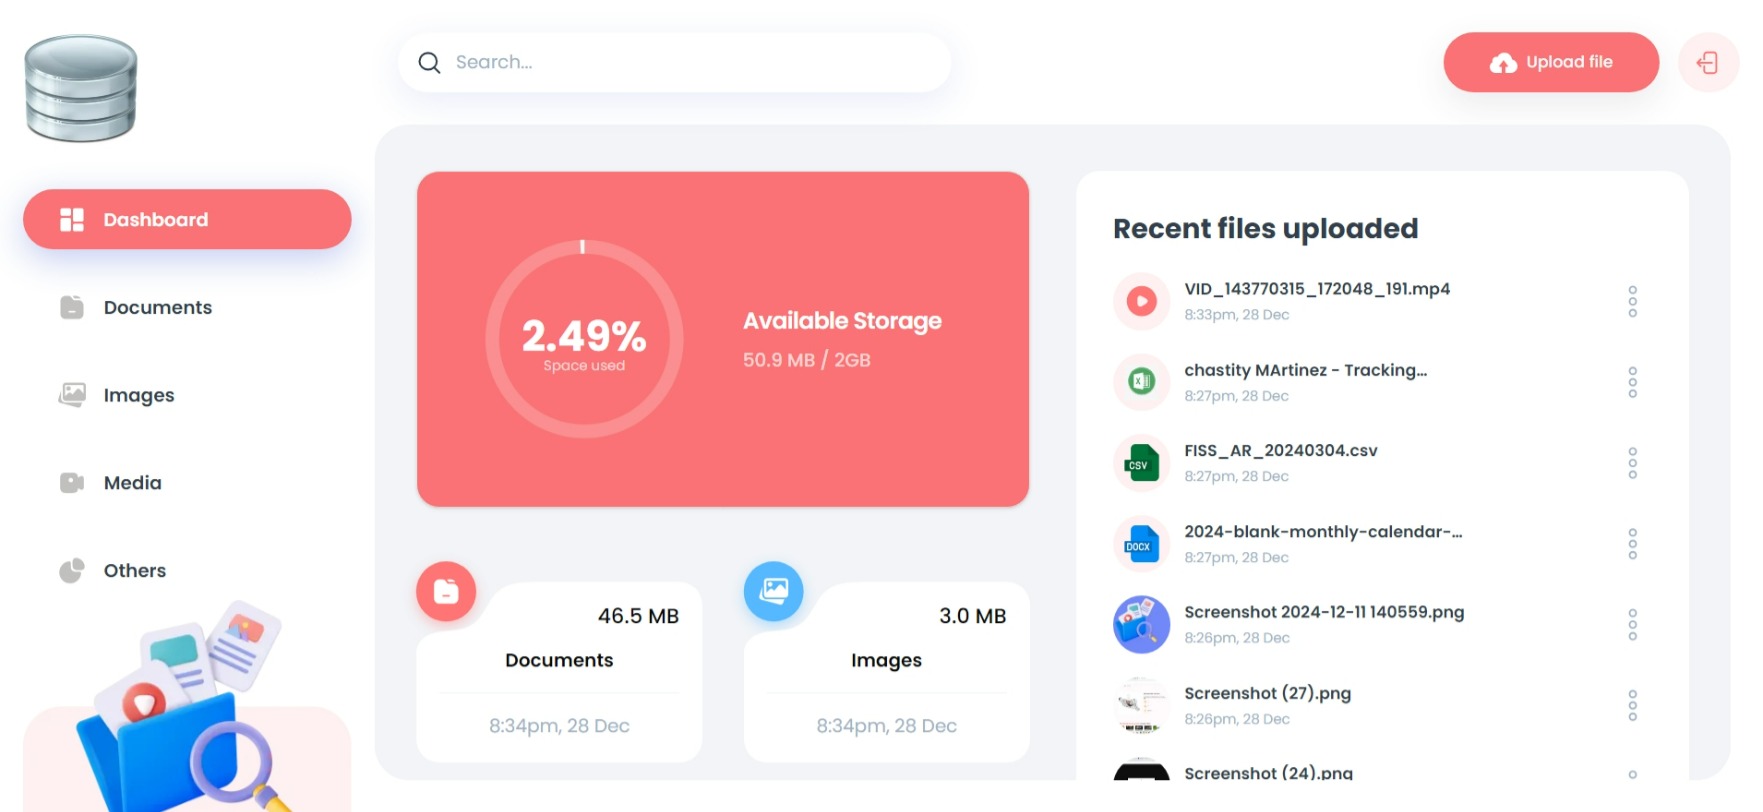 Search...
Upload file
Dashboard
Documents
Images
Media
Others
2.49%
Space used
Available Storage
50.9 MB / 2GB
46.5 MB
Documents
8:34pm, 28 Dec
3.0 MB
Images
8:34pm, 28 Dec
Recent files uploaded
VID_143770315_172048_191.mp4
8:33pm, 28 Dec
chastity MArtinez - Tracking...
8:27pm, 28 Dec
CSV
FISS_AR_20240304.csv
8:27pm, 28 Dec
DOCX
2024-blank-monthly-calendar-...
8:27pm, 28 Dec
Screenshot 2024-12-11 140559.png
8:26pm, 28 Dec
Screenshot (27).png
8:26pm, 28 Dec
Screenshot (24).png